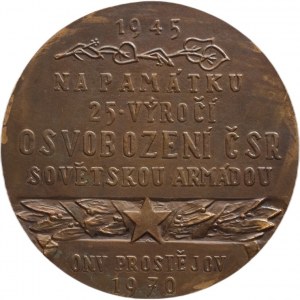 1945
NA PAMÁTKU
25·VÝROČÍ
OSVOBOZENÍ ČSR
SOVĚTSKOU ARMÁDOU
ONV PROSTĚJOV
1970